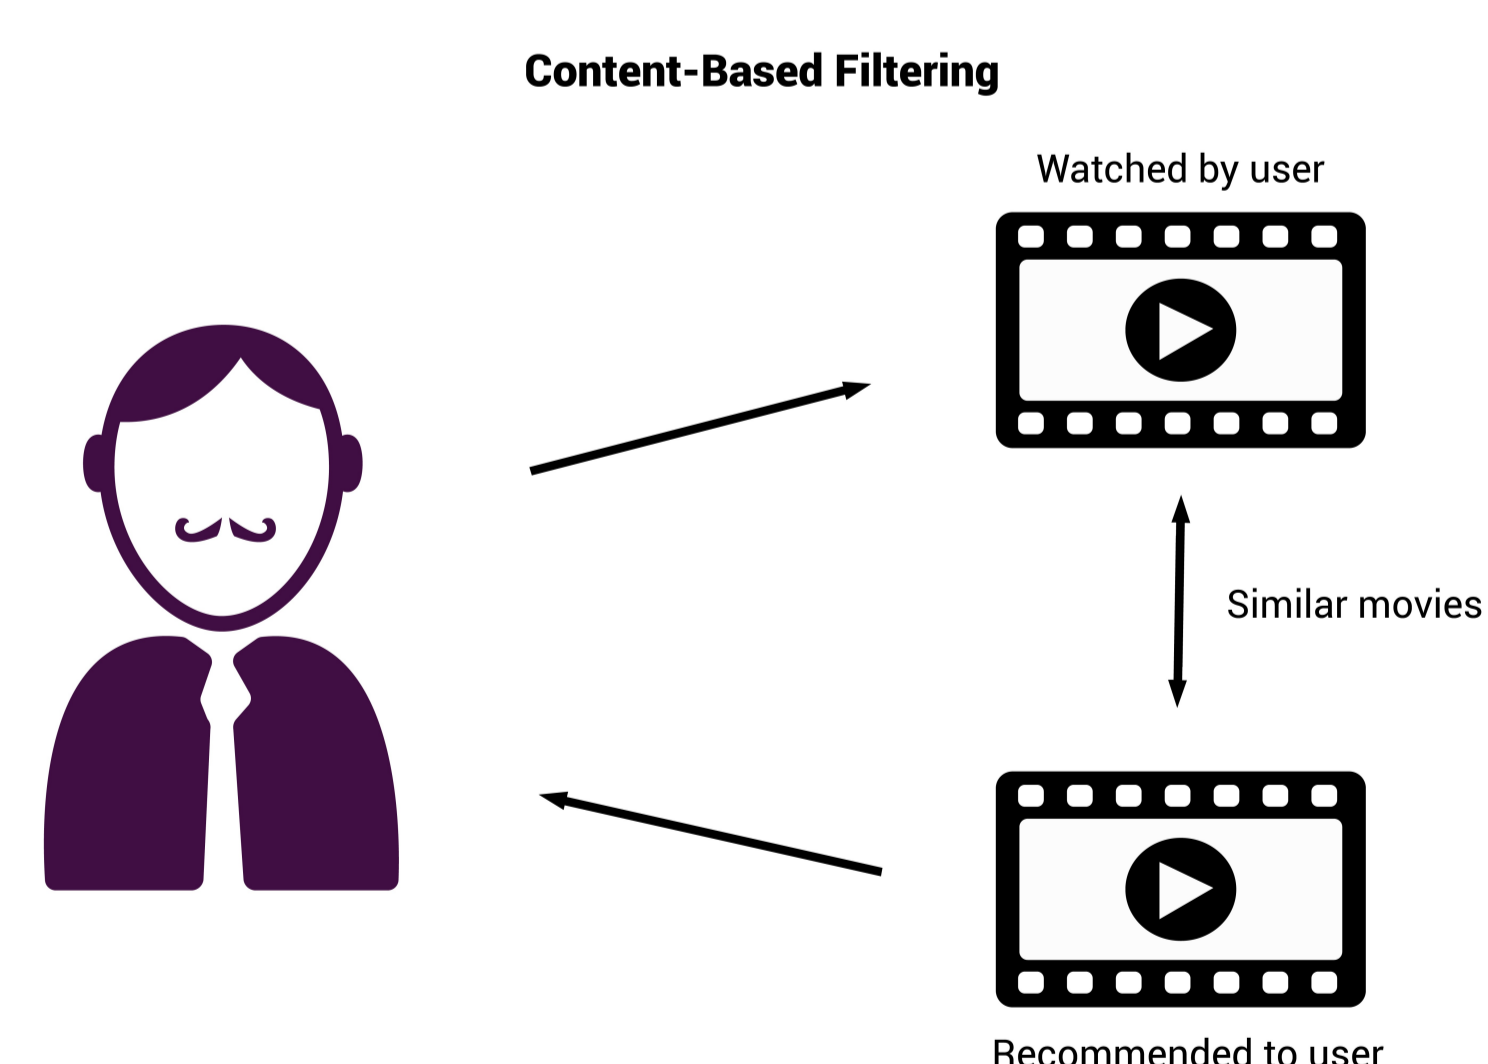 Content-Based Filtering
Watched by user
Similar movies
Recommended to user